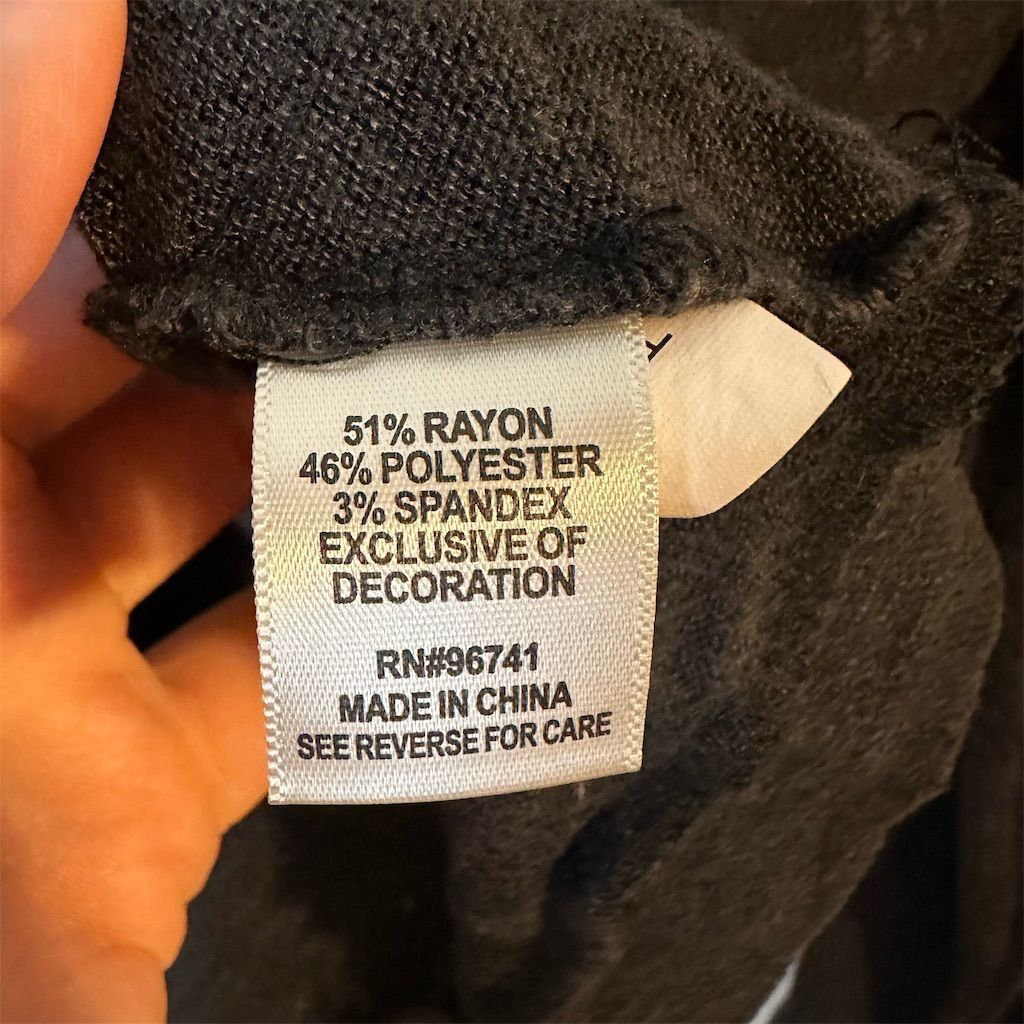 51% RAYON
46% POLYESTER
3% SPANDEX
EXCLUSIVE OF
DECORATION
RN#96741
MADE IN CHINA
SEE REVERSE FOR CARE